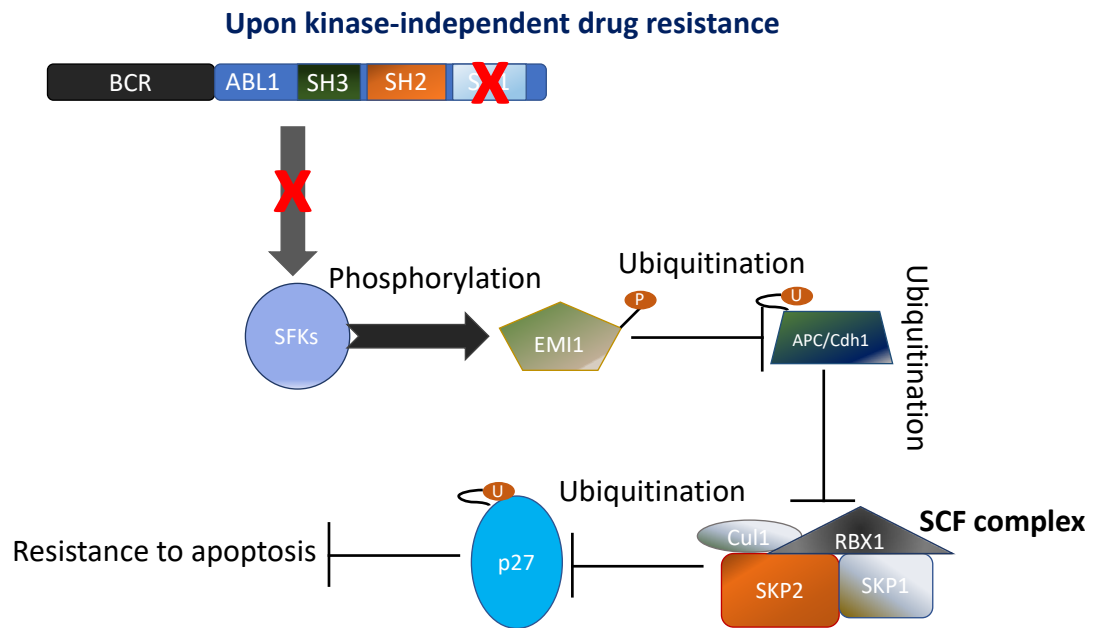 Upon kinase-independent drug resistance
BCR
ABL1
SH3
SH2
X
X
Phosphorylation
Ubiquitination
SFKs
P
EMI1
U
APC/Cdh1
Ubiquitination
U
Ubiquitination
SCF complex
Resistance to apoptosis
p27
Cul1
RBX1
SKP2
SKP1